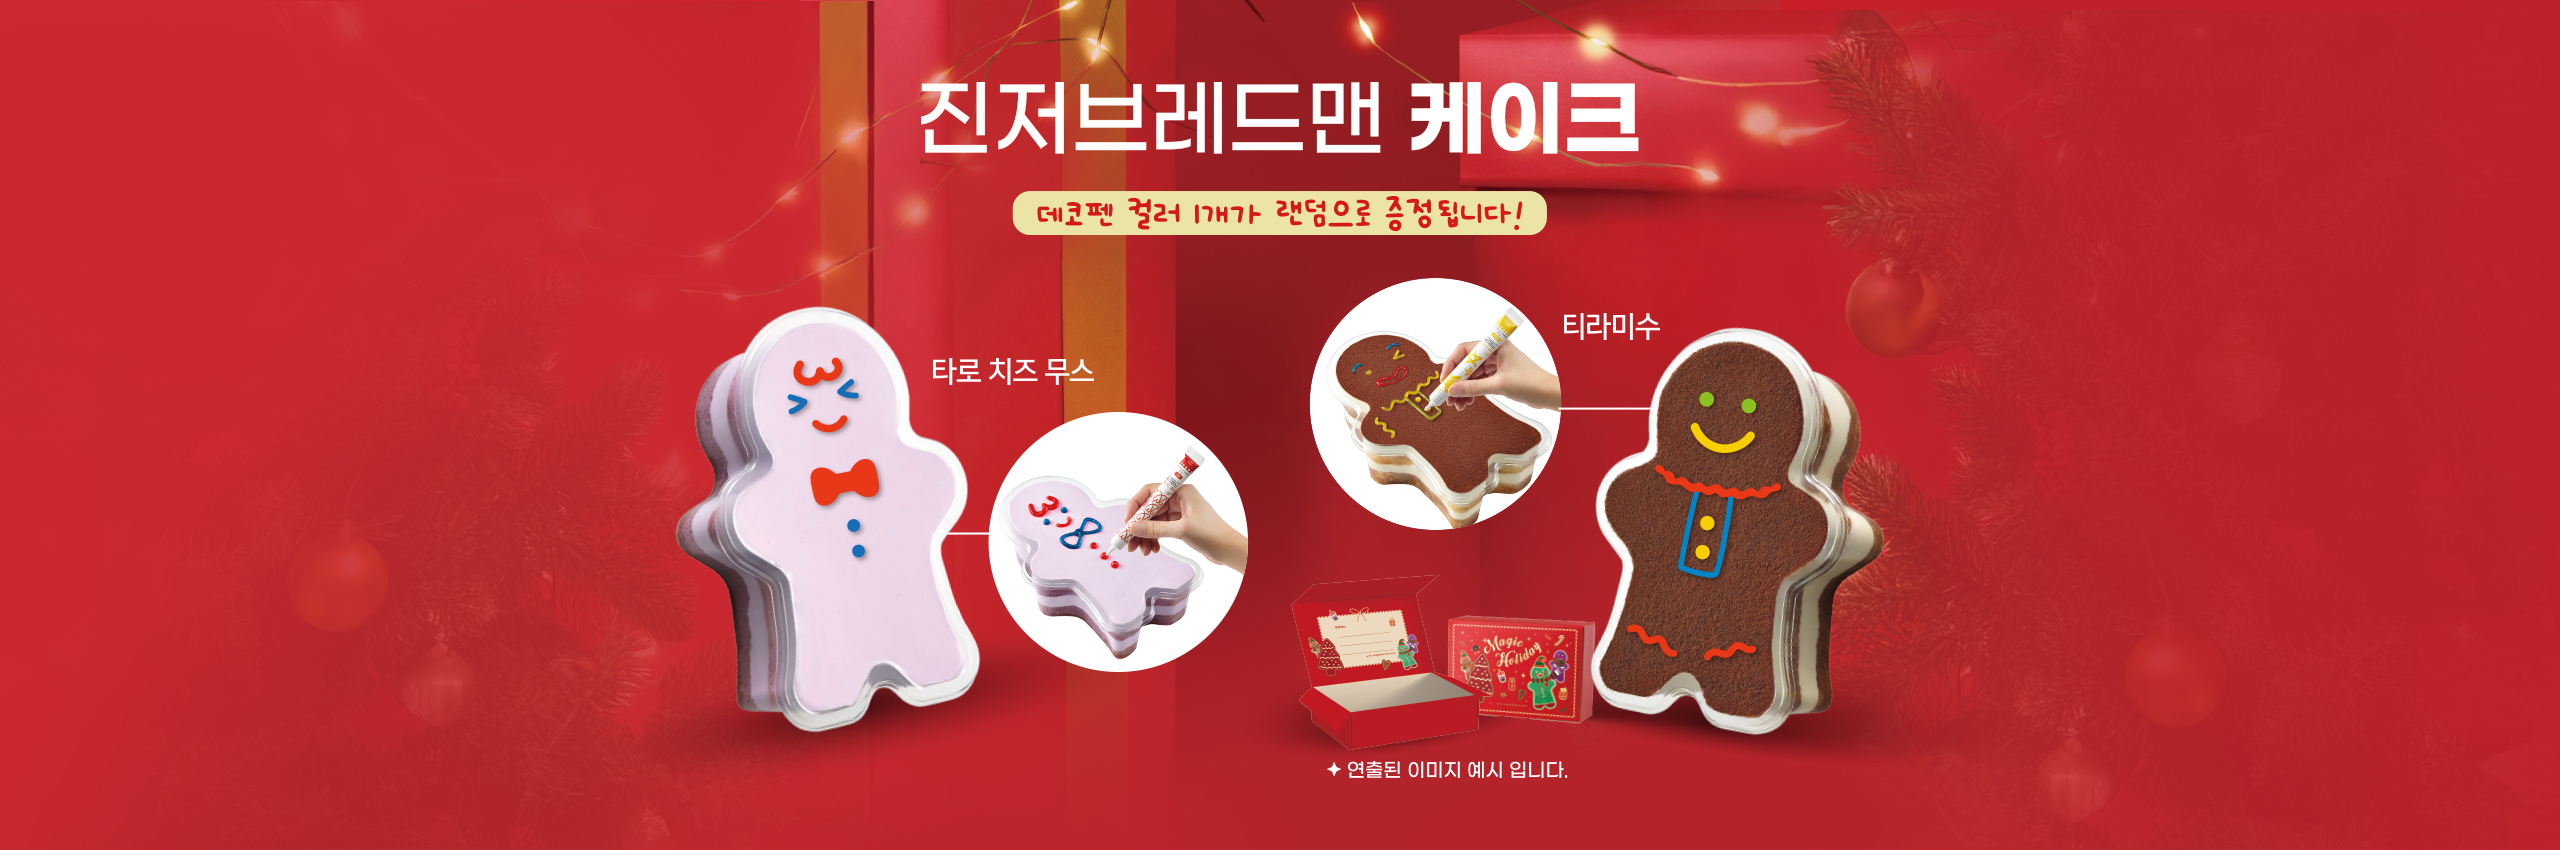 진저브레드맨 케이크
데코펜 컬러 1개가 랜덤으로 증정됩니다!
티라미수
타로 치즈 무스
Magic
Holiday
✦ 연출된 이미지 예시 입니다.